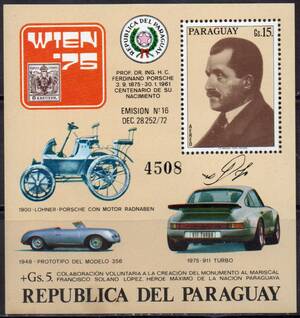 WIEN
'75
REPUBLICA DEL PARAGUAY
PROF. DR. ING. H. C.
FERDINAND PORSCHE
3.9.1875 - 30.1.1951
CENTENARIO DE SU
NACIMIENTO
EMISION Nº16
DEC 28252/72
PARAGUAY
Gs.15.
AEREO
4508
1900-LOHNER-PORSCHE CON MOTOR RADNABEN
1948-PROTOTIPO DEL MODELO 356
1975-911 TURBO
+Gs.5. COLABORACION VOLUNTARIA A LA CREACION DEL MONUMENTO AL MARISCAL
FRANCISCO SOLANO LOPEZ, HEROE MAXIMO DE LA NACION PARAGUAYA
REPUBLICA DEL PARAGUAY